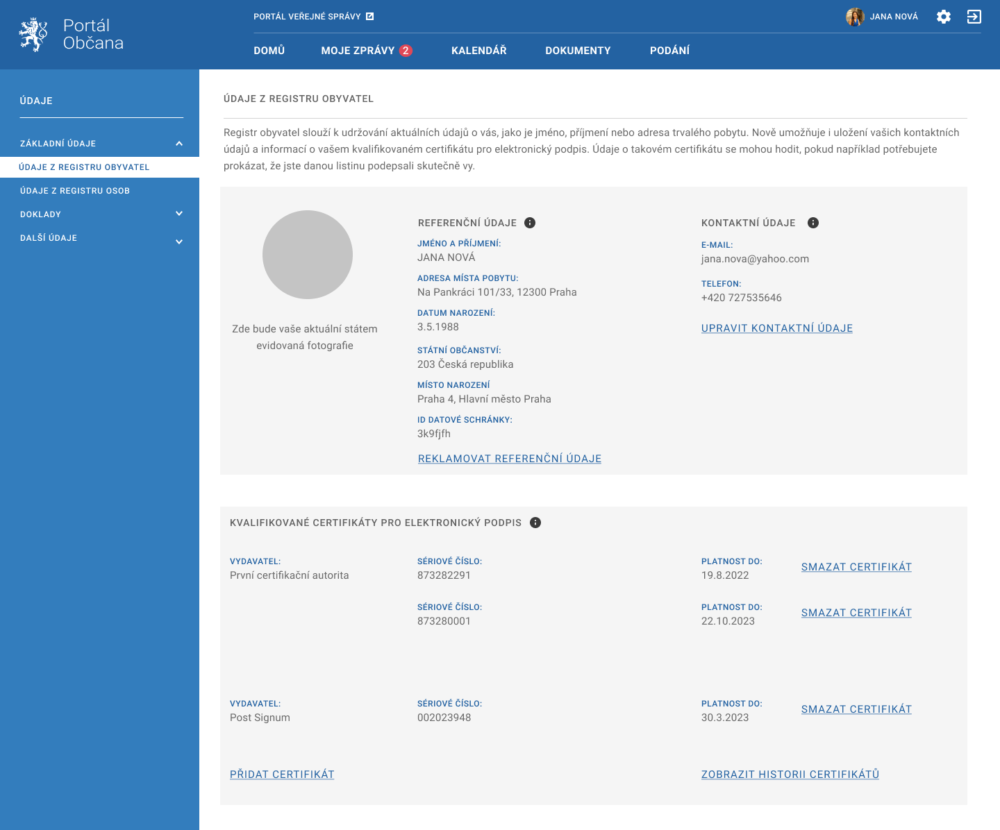 Portál
Občana
PORTÁL VEŘEJNÉ SPRÁVY
JANA NOVÁ
DOMŮ
MOJE ZPRÁVY 2
KALENDÁŘ
DOKUMENTY
PODÁNÍ
ÚDAJE
ZÁKLADNÍ ÚDAJE
ÚDAJE Z REGISTRU OBYVATEL
ÚDAJE Z REGISTRU OSOB
DOKLADY
DALŠÍ ÚDAJE
ÚDAJE Z REGISTRU OBYVATEL
Registr obyvatel slouží k udržování aktuálních údajů o vás, jako je jméno, příjmení nebo adresa trvalého pobytu. Nově umožňuje i uložení vašich kontaktních
údajů a informací o vašem kvalifikovaném certifikátu pro elektronický podpis. Údaje o takovém certifikátu se mohou hodit, pokud například potřebujete
prokázat, že jste danou listinu podepsali skutečně vy.
Zde bude vaše aktuální státem
evidovaná fotografie
REFERENČNÍ ÚDAJE
JMÉNO A PŘÍJMENÍ:
JANA NOVÁ
ADRESA MÍSTA POBYTU:
Na Pankráci 101/33, 12300 Praha
DATUM NAROZENÍ:
3.5.1988
STÁTNÍ OBČANSTVÍ:
203 Česká republika
MÍSTO NAROZENÍ
Praha 4, Hlavní město Praha
ID DATOVÉ SCHRÁNKY:
3k9fjfh
REKLAMOVAT REFERENČNÍ ÚDAJE
KONTAKTNÍ ÚDAJE
E-MAIL:
jana.nova@yahoo.com
TELEFON:
+420 727535646
UPRAVIT KONTAKTNÍ ÚDAJE
KVALIFIKOVANÉ CERTIFIKÁTY PRO ELEKTRONICKÝ PODPIS
VYDAVATEL:
První certifikační autorita
SÉRIOVÉ ČÍSLO:
873282291
PLATNOST DO:
19.8.2022
SMAZAT CERTIFIKÁT
SÉRIOVÉ ČÍSLO:
873280001
PLATNOST DO:
22.10.2023
SMAZAT CERTIFIKÁT
VYDAVATEL:
Post Signum
SÉRIOVÉ ČÍSLO:
002023948
PLATNOST DO:
30.3.2023
SMAZAT CERTIFIKÁT
PŘIDAT CERTIFIKÁT
ZOBRAZIT HISTORII CERTIFIKÁTŮ